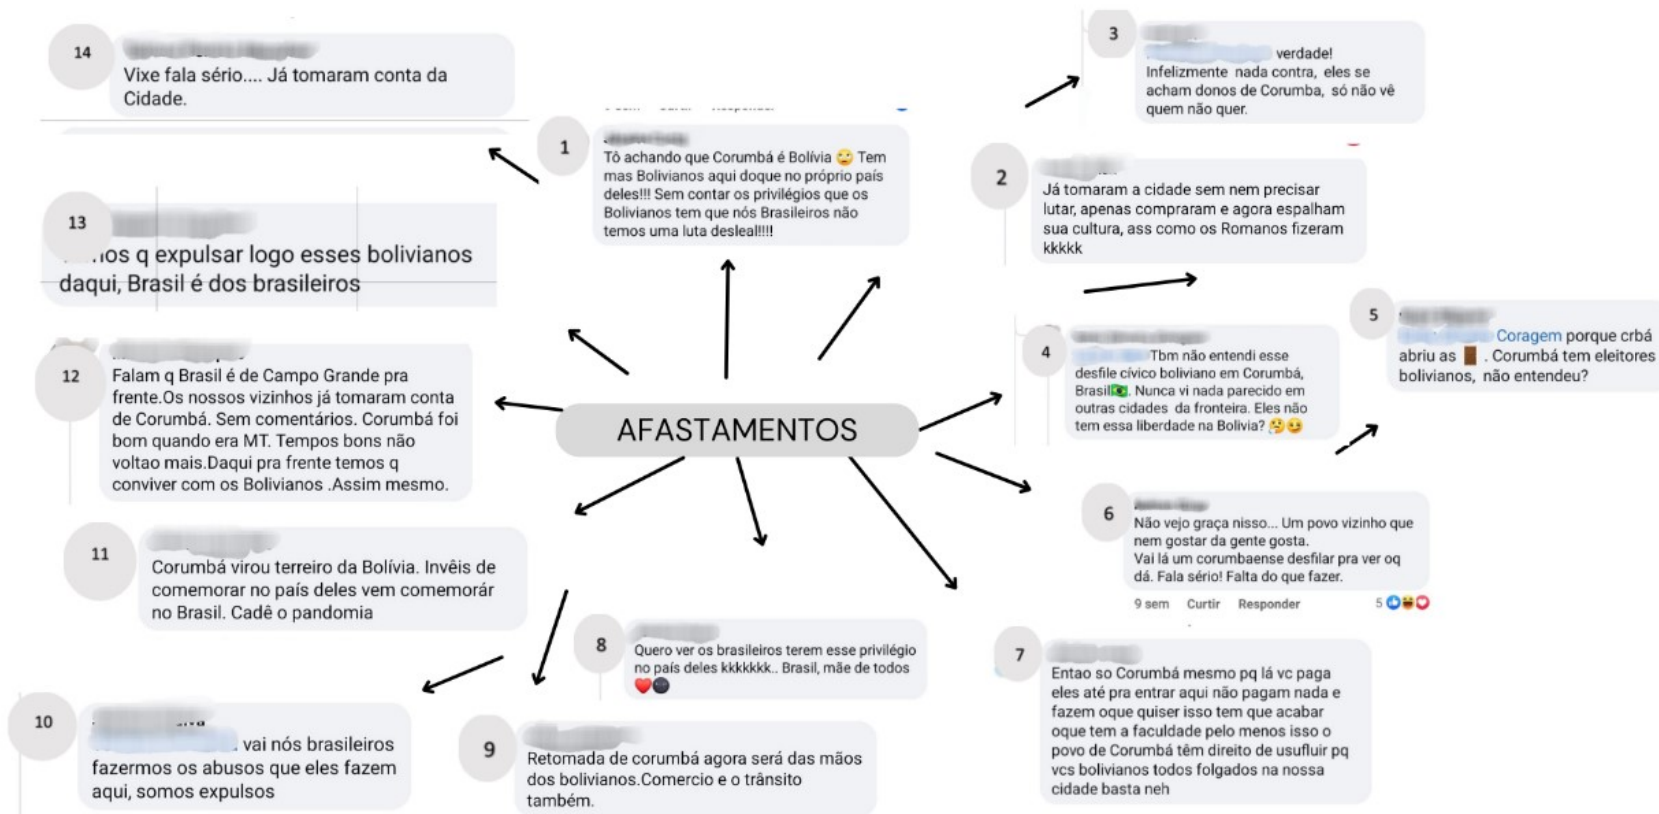 AFASTAMENTOS
1
Tô achando que Corumbá é Bolívia 🙄 Tem
mas Bolivianos aqui doque no próprio país
deles!!! Sem contar os privilégios que os
Bolivianos tem que nós Brasileiros não
temos uma luta desleal!!!!
2
Já tomaram a cidade sem nem precisar
lutar, apenas compraram e agora espalham
sua cultura, ass como os Romanos fizeram
kkkkk
3
verdade!
Infelizmente nada contra, eles se
acham donos de Corumba, só não vê
quem não quer.
4
Tbm não entendi esse
desfile cívico boliviano em Corumbá,
Brasil🇧🇷. Nunca vi nada parecido em
outras cidades da fronteira. Eles não
tem essa liberdade na Bolivia? 🤔😏
5
Coragem porque crbá
abriu as 🚪 . Corumbá tem eleitores
bolivianos, não entendeu?
6
Não vejo graça nisso... Um povo vizinho que
nem gostar da gente gosta.
Vai lá um corumbaense desfilar pra ver oq
dá. Fala sério! Falta do que fazer.
9 sem Curtir Responder 5 👍😆❤️
7
Entao so Corumbá mesmo pq lá vc paga
eles até pra entrar aqui não pagam nada e
fazem oque quiser isso tem que acabar
oque tem a faculdade pelo menos isso o
povo de Corumbá têm direito de usufluir pq
vcs bolivianos todos folgados na nossa
cidade basta neh
8
Quero ver os brasileiros terem esse privilégio
no país deles kkkkkkk.. Brasil, mãe de todos
❤️🌚
9
Retomada de corumbá agora será das mãos
dos bolivianos.Comercio e o trânsito
também.
10
vai nós brasileiros
fazermos os abusos que eles fazem
aqui, somos expulsos
11
Corumbá virou terreiro da Bolívia. Invêis de
comemorar no país deles vem comemorár
no Brasil. Cadê o pandomia
12
Falam q Brasil é de Campo Grande pra
frente.Os nossos vizinhos já tomaram conta
de Corumbá. Sem comentários. Corumbá foi
bom quando era MT. Tempos bons não
voltao mais.Daqui pra frente temos q
conviver com os Bolivianos .Assim mesmo.
13
q expulsar logo esses bolivianos
daqui, Brasil é dos brasileiros
14
Vixe fala sério.... Já tomaram conta da
Cidade.